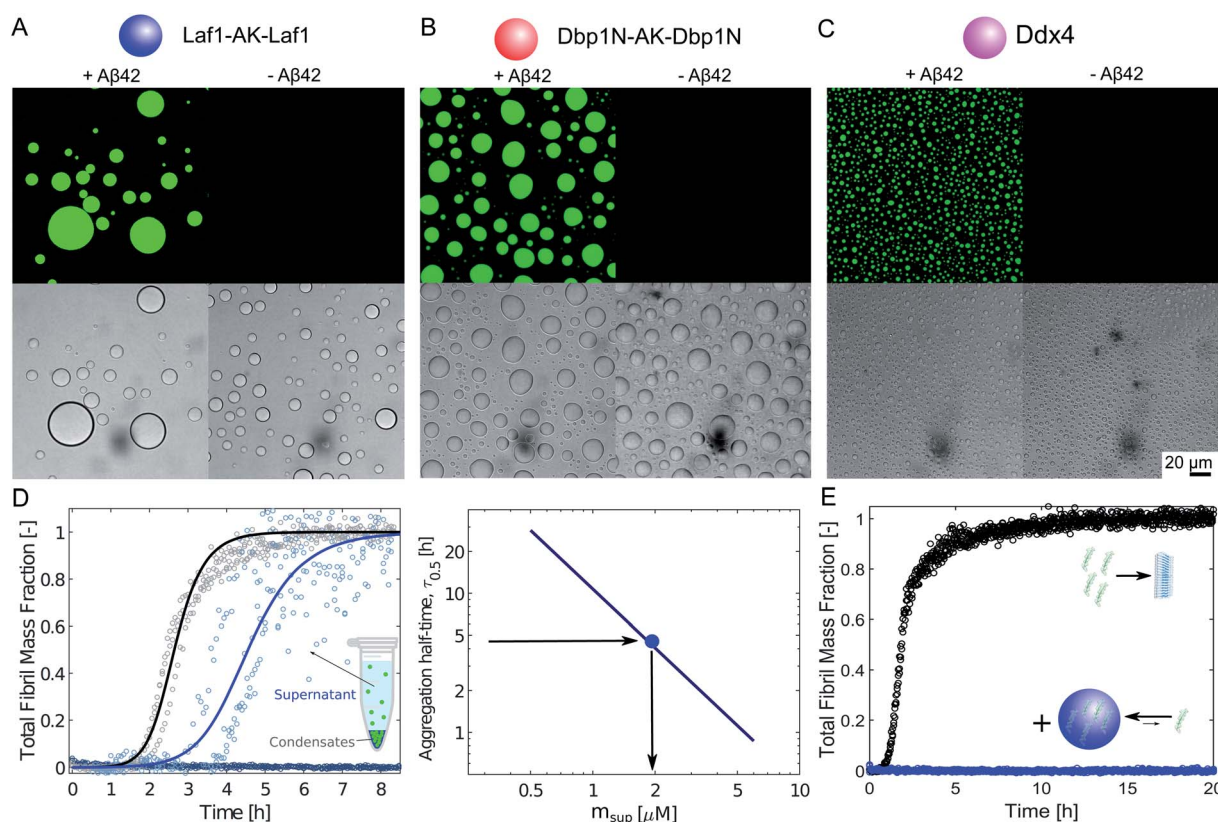 A
Laf1-AK-Laf1
+ Aβ42
- Aβ42
B
Dbp1N-AK-Dbp1N
+ Aβ42
- Aβ42
C
Ddx4
+ Aβ42
- Aβ42
20 µm
D
Total Fibril Mass Fraction [-]
1
0.8
0.6
0.4
0.2
0
0 1 2 3 4 5 6 7 8
Time [h]
Supernatant
Condensates
Aggregation half-time, τ0.5 [h]
20
10
5
2
1
0.5 1 2 5 10
msup [µM]
E
Total Fibril Mass Fraction [-]
1
0.8
0.6
0.4
0.2
0
0 5 10 15 20
Time [h]
+